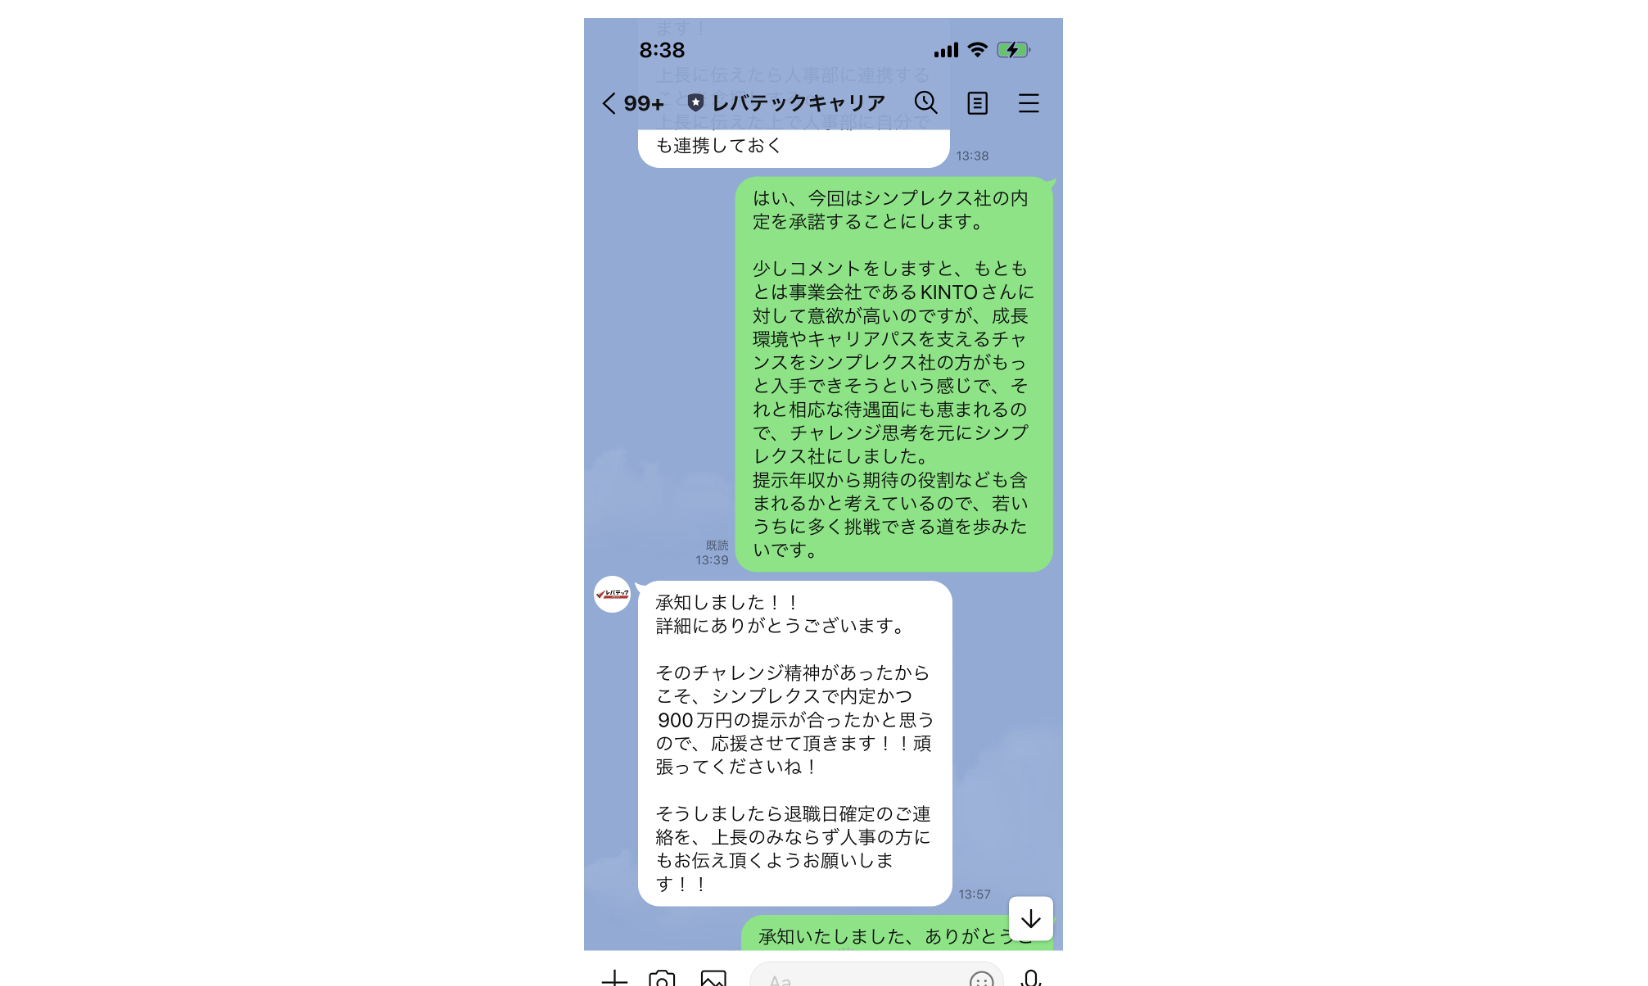 ます！
8:38
上長に伝えたら人事部に連携する
99+ レバテックキャリア
上長に伝えた上で人事部に自分で
も連携しておく
13:38
はい、今回はシンプレクス社の内
定を承諾することにします。
少しコメントをしますと、もとも
とは事業会社であるKINTOさんに
対して意欲が高いのですが、成長
環境やキャリアパスを支えるチャ
ンスをシンプレクス社の方がもっ
と入手できそうという感じで、そ
れと相応な待遇面にも恵まれるの
で、チャレンジ思考を元にシンプ
レクス社にしました。
提示年収から期待の役割なども含
まれるかと考えているので、若い
うちに多く挑戦できる道を歩みた
いです。
既読
13:39
レバテック
承知しました！！
詳細にありがとうございます。
そのチャレンジ精神があったから
こそ、シンプレクスで内定かつ
900万円の提示が合ったかと思う
ので、応援させて頂きます！！頑
張ってくださいね！
そうしましたら退職日確定のご連
絡を、上長のみならず人事の方に
もお伝え頂くようお願いしま
す！！
13:57
承知いたしました、ありがとうご
Aa